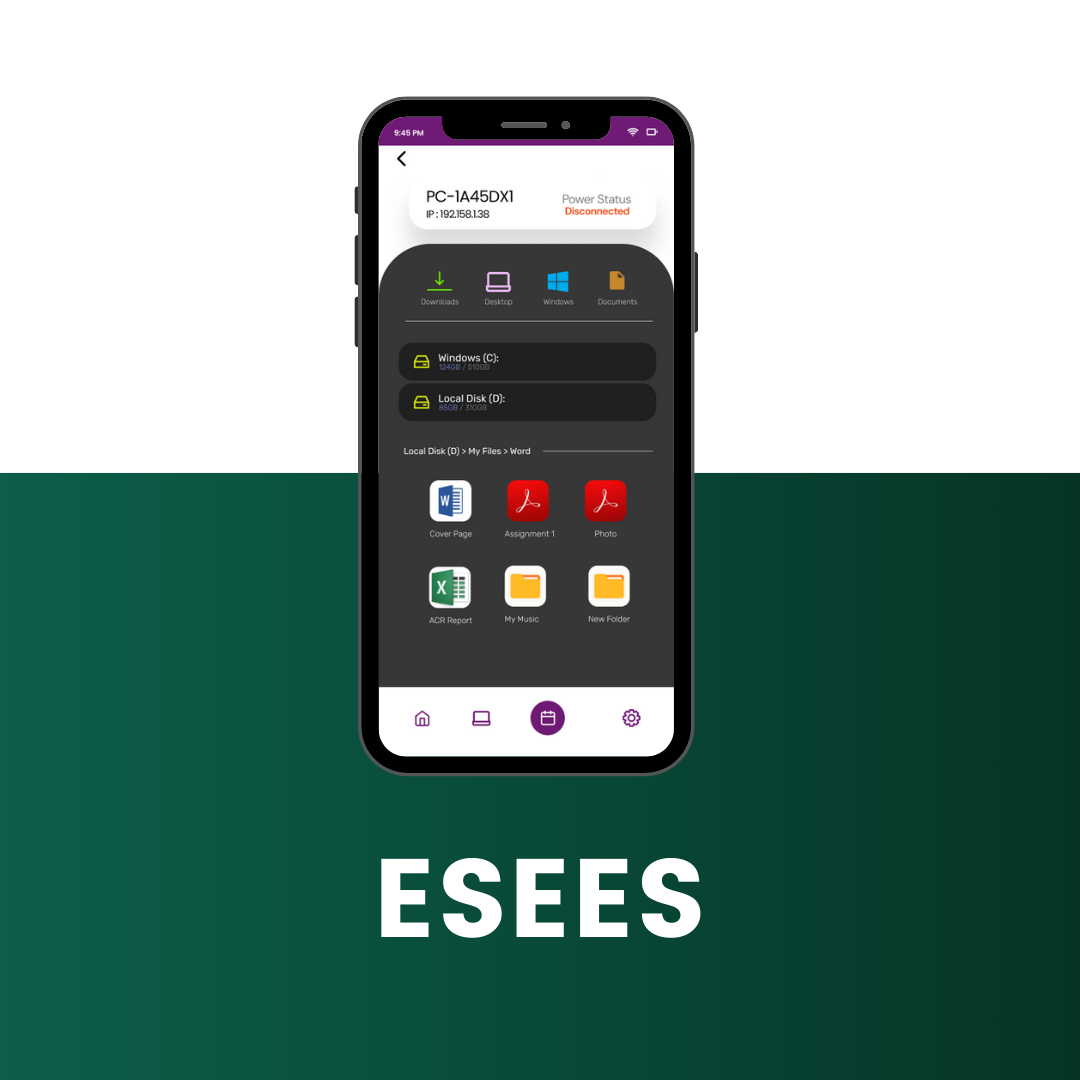 9:45 PM
PC-1A45DX1
IP : 192.158.1.38
Power Status
Disconnected
Downloads
Desktop
Windows
Documents
Windows (C):
124GB / 510GB
Local Disk (D):
85GB / 310GB
Local Disk (D) > My Files > Word
Cover Page
Assignment 1
Photo
ACR Report
My Music
New Folder
ESEES